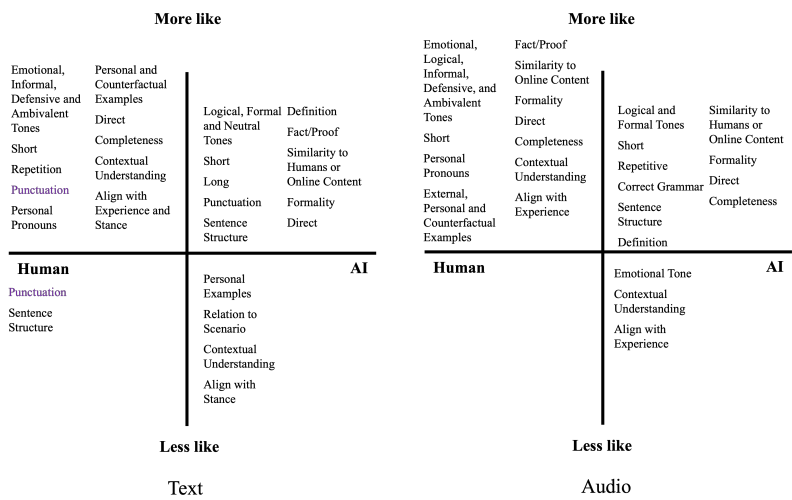 More like
Emotional,
Informal,
Defensive and
Ambivalent
Tones
Short
Repetition
Punctuation
Personal
Pronouns
Personal and
Counterfactual
Examples
Direct
Completeness
Contextual
Understanding
Align with
Experience and
Stance
Logical, Formal
and Neutral
Tones
Short
Long
Punctuation
Sentence
Structure
Definition
Fact/Proof
Similarity to
Humans or
Online Content
Formality
Direct
Human
AI
Punctuation
Sentence
Structure
Personal
Examples
Relation to
Scenario
Contextual
Understanding
Align with
Stance
Less like
Text
More like
Emotional,
Logical,
Informal,
Defensive, and
Ambivalent
Tones
Short
Personal
Pronouns
External,
Personal and
Counterfactual
Examples
Fact/Proof
Similarity to
Online Content
Formality
Direct
Completeness
Contextual
Understanding
Align with
Experience
Logical and
Formal Tones
Short
Repetitive
Correct Grammar
Sentence
Structure
Definition
Similarity to
Humans or
Online Content
Formality
Direct
Completeness
Human
AI
Emotional Tone
Contextual
Understanding
Align with
Experience
Less like
Audio